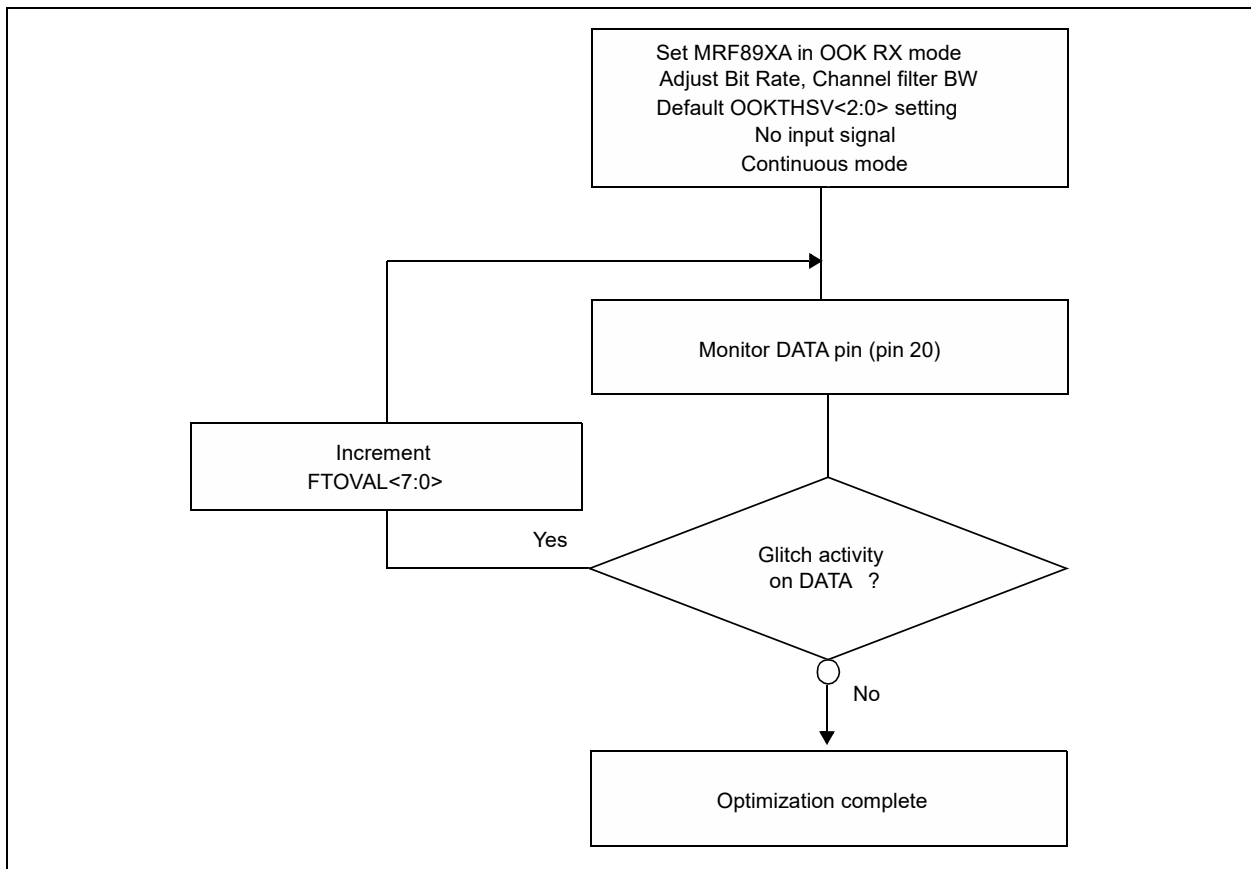 Set MRF89XA in OOK RX mode
Adjust Bit Rate, Channel filter BW
Default OOKTHSV<2:0> setting
No input signal
Continuous mode
Monitor DATA pin (pin 20)
Increment
FTOVAL<7:0>
Yes
Glitch activity
on DATA ?
No
Optimization complete